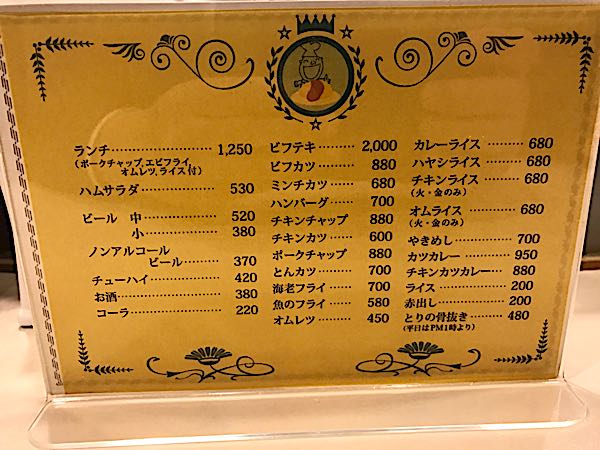 ランチ 1,250
(ポークチャップ,エビフライ,
オムレツ,ライス付)
ハムサラダ 530
ビール 中 520
小 380
ノンアルコール
ビール 370
チューハイ 420
お酒 380
コーラ 220
ビフテキ 2,000
ビフカツ 880
ミンチカツ 680
ハンバーグ 700
チキンチャップ 880
チキンカツ 600
ポークチャップ 880
とんカツ 700
海老フライ 700
魚のフライ 580
オムレツ 450
カレーライス 680
ハヤシライス 680
チキンライス 680
(火・金のみ)
オムライス 680
(火・金のみ)
やきめし 700
カツカレー 950
チキンカツカレー 880
ライス 200
赤出し 200
とりの骨抜き 480
(平日はPM1時より)